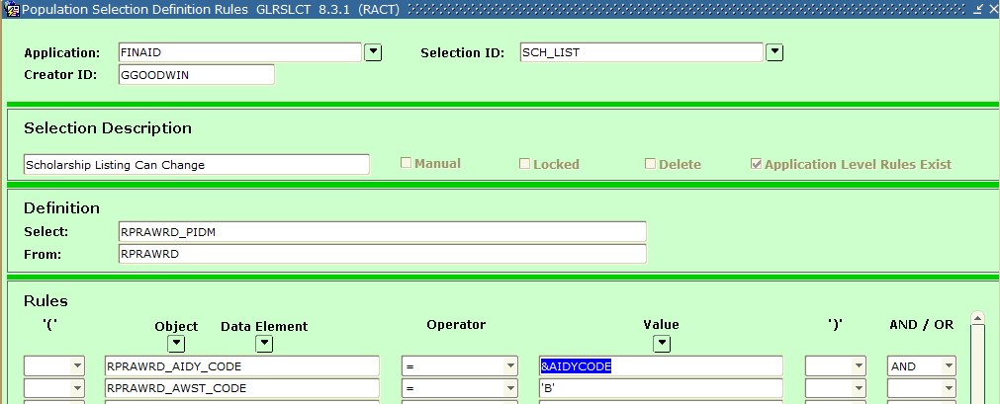 Population Selection Definition Rules GLRSLCT 8.3.1 (RACT)
Application: FINAID Selection ID: SCH_LIST
Creator ID: GGOODWIN
Selection Description
Scholarship Listing Can Change Manual Locked Delete Application Level Rules Exist
Definition
Select: RPRAWRD_PIDM
From: RPRAWRD
Rules
'(' Object Data Element Operator Value ')' AND / OR
RPRAWRD_AIDY_CODE = &AIDYCODE AND
RPRAWRD_AWST_CODE = 'B'